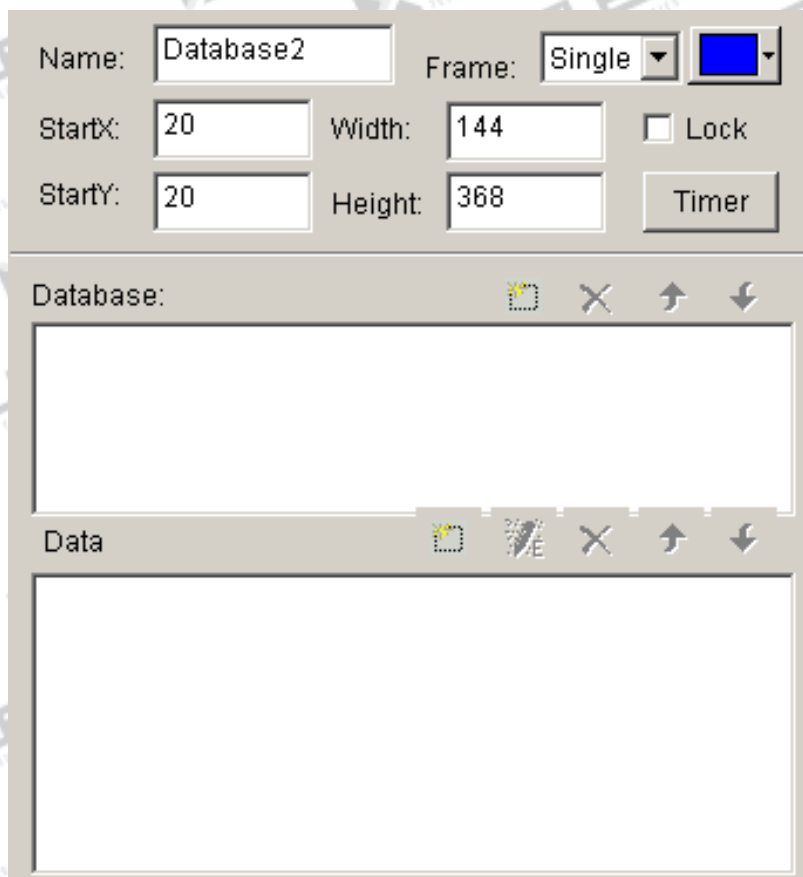 Name: Database2 Frame: Single
StartX: 20 Width: 144 Lock
StartY: 20 Height: 368 Timer
Database:
Data E